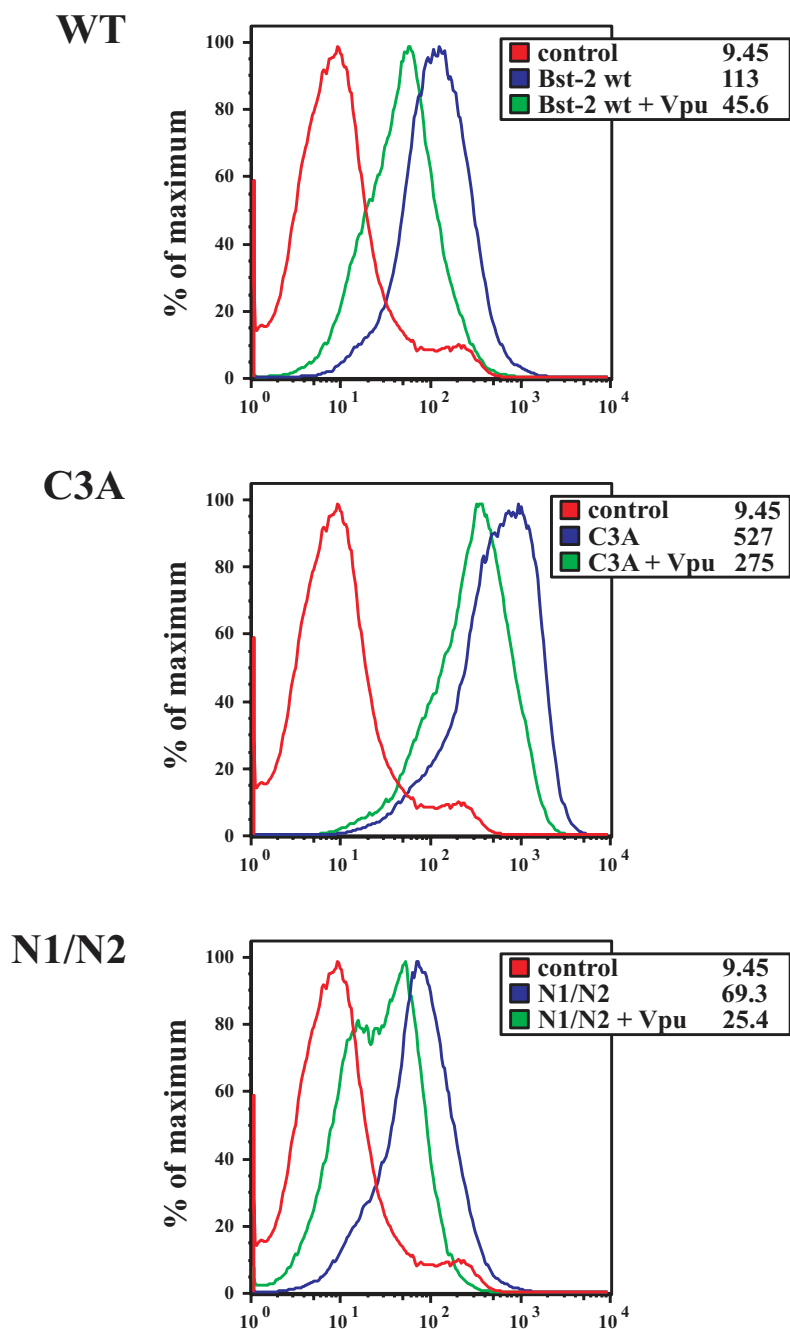 WT
control 9.45
Bst-2 wt 113
Bst-2 wt + Vpu 45.6
% of maximum
100
80
60
40
20
0
10^0 10^1 10^2 10^3 10^4
C3A
control 9.45
C3A 527
C3A + Vpu 275
% of maximum
100
80
60
40
20
0
10^0 10^1 10^2 10^3 10^4
N1/N2
control 9.45
N1/N2 69.3
N1/N2 + Vpu 25.4
% of maximum
100
80
60
40
20
0
10^0 10^1 10^2 10^3 10^4